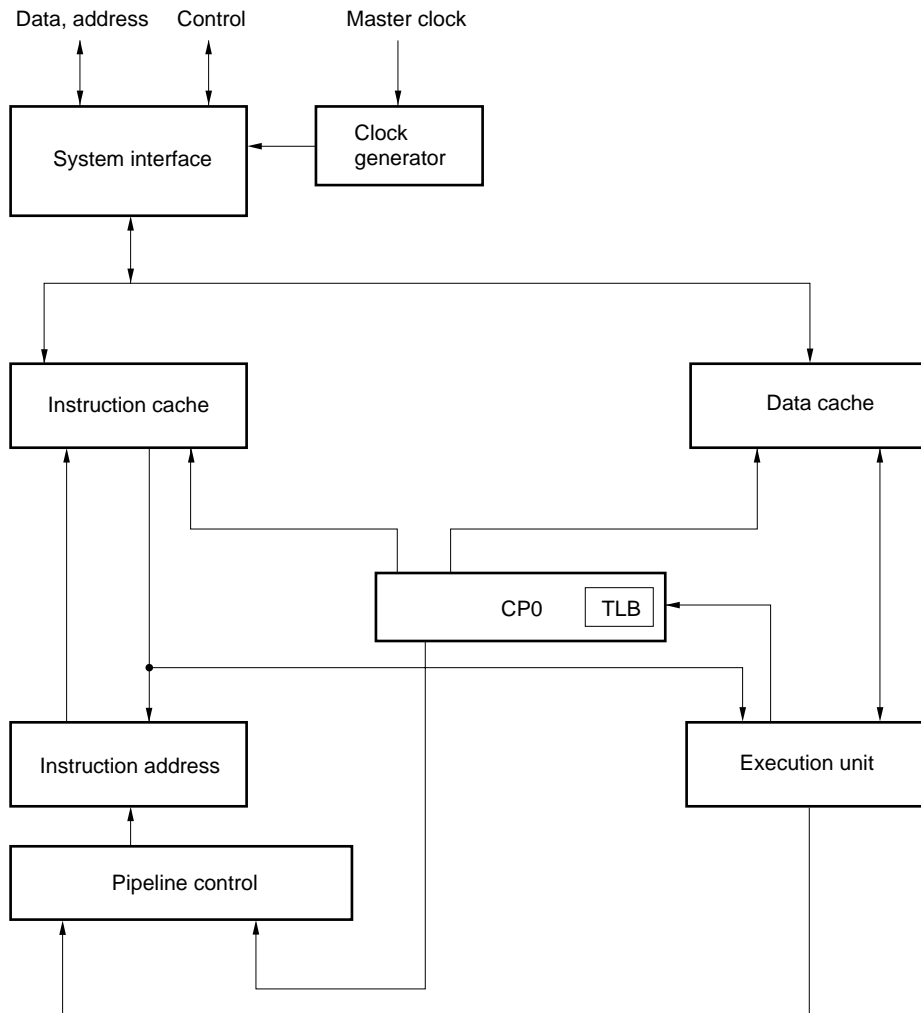 Data, address
Control
Master clock
System interface
Clock
generator
Instruction cache
Data cache
CP0
TLB
Instruction address
Execution unit
Pipeline control